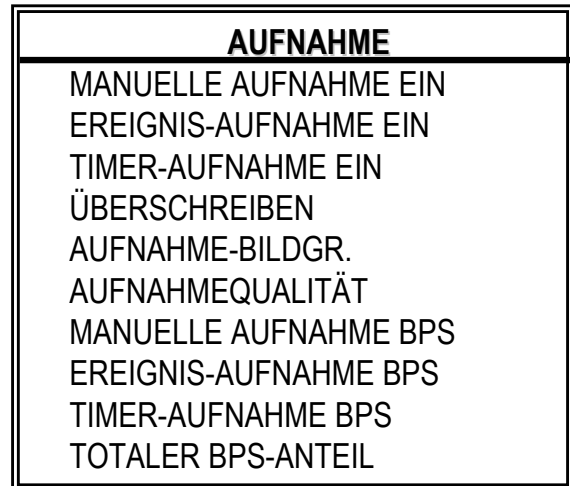 AUFNAHME
MANUELLE AUFNAHME EIN
EREIGNIS-AUFNAHME EIN
TIMER-AUFNAHME EIN
ÜBERSCHREIBEN
AUFNAHME-BILDGR.
AUFNAHMEQUALITÄT
MANUELLE AUFNAHME BPS
EREIGNIS-AUFNAHME BPS
TIMER-AUFNAHME BPS
TOTALER BPS-ANTEIL